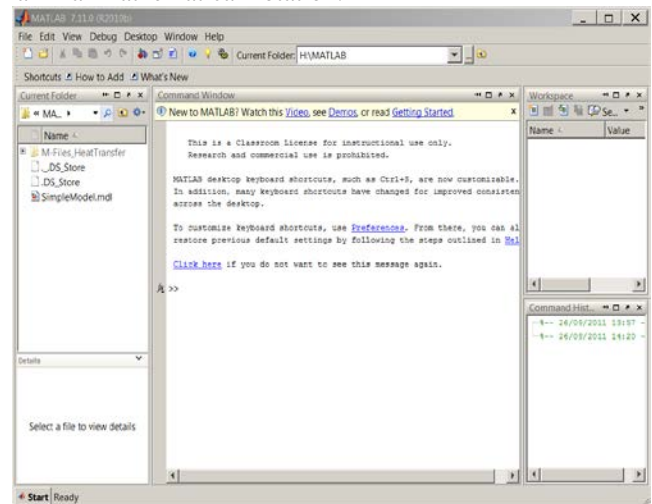 MATLAB 7.11.0 (R2010b)
File Edit View Debug Desktop Window Help
Current Folder: H:\MATLAB
Shortcuts How to Add What's New
Current Folder
Command Window
Workspace
« MA...
New to MATLAB? Watch this Video, see Demos, or read Getting Started.
Se...
Name
Name Value
M-Files_HeatTransfer
._DS_Store
.DS_Store
SimpleModel.mdl
This is a Classroom License for instructional use only.
Research and commercial use is prohibited.
MATLAB desktop keyboard shortcuts, such as Ctrl+S, are now customizable.
In addition, many keyboard shortcuts have changed for improved consisten
across the desktop.
To customize keyboard shortcuts, use Preferences. From there, you can al
restore previous default settings by following the steps outlined in Hel
Click here if you do not want to see this message again.
fx >>
Command Hist...
%-- 26/08/2011 13:57 -
%-- 26/08/2011 14:20 -
Details
Select a file to view details
Start Ready